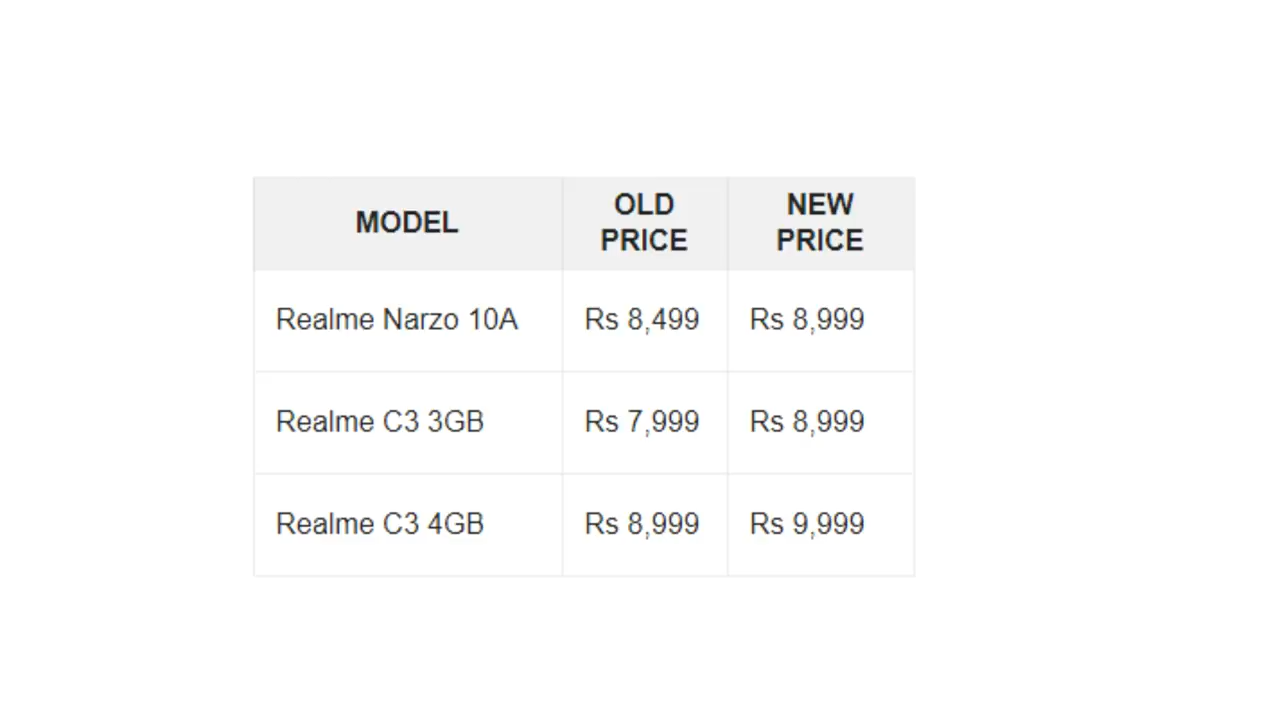 MODEL OLD PRICE NEW PRICE
Realme Narzo 10A Rs 8,499 Rs 8,999
Realme C3 3GB Rs 7,999 Rs 8,999
Realme C3 4GB Rs 8,999 Rs 9,999